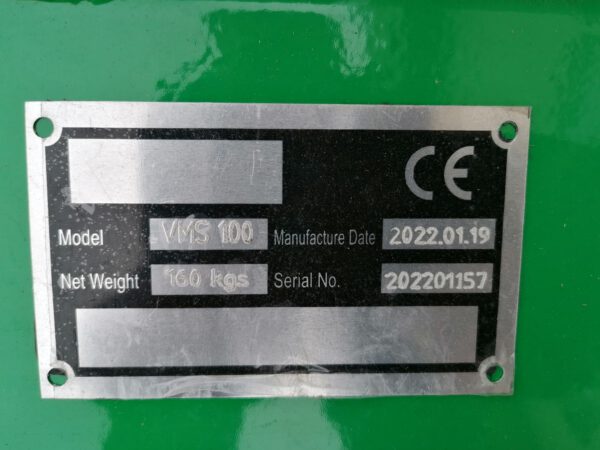 CE
Model VMS 100 Manufacture Date 2022.01.19
Net Weight 160 kgs Serial No. 202201157